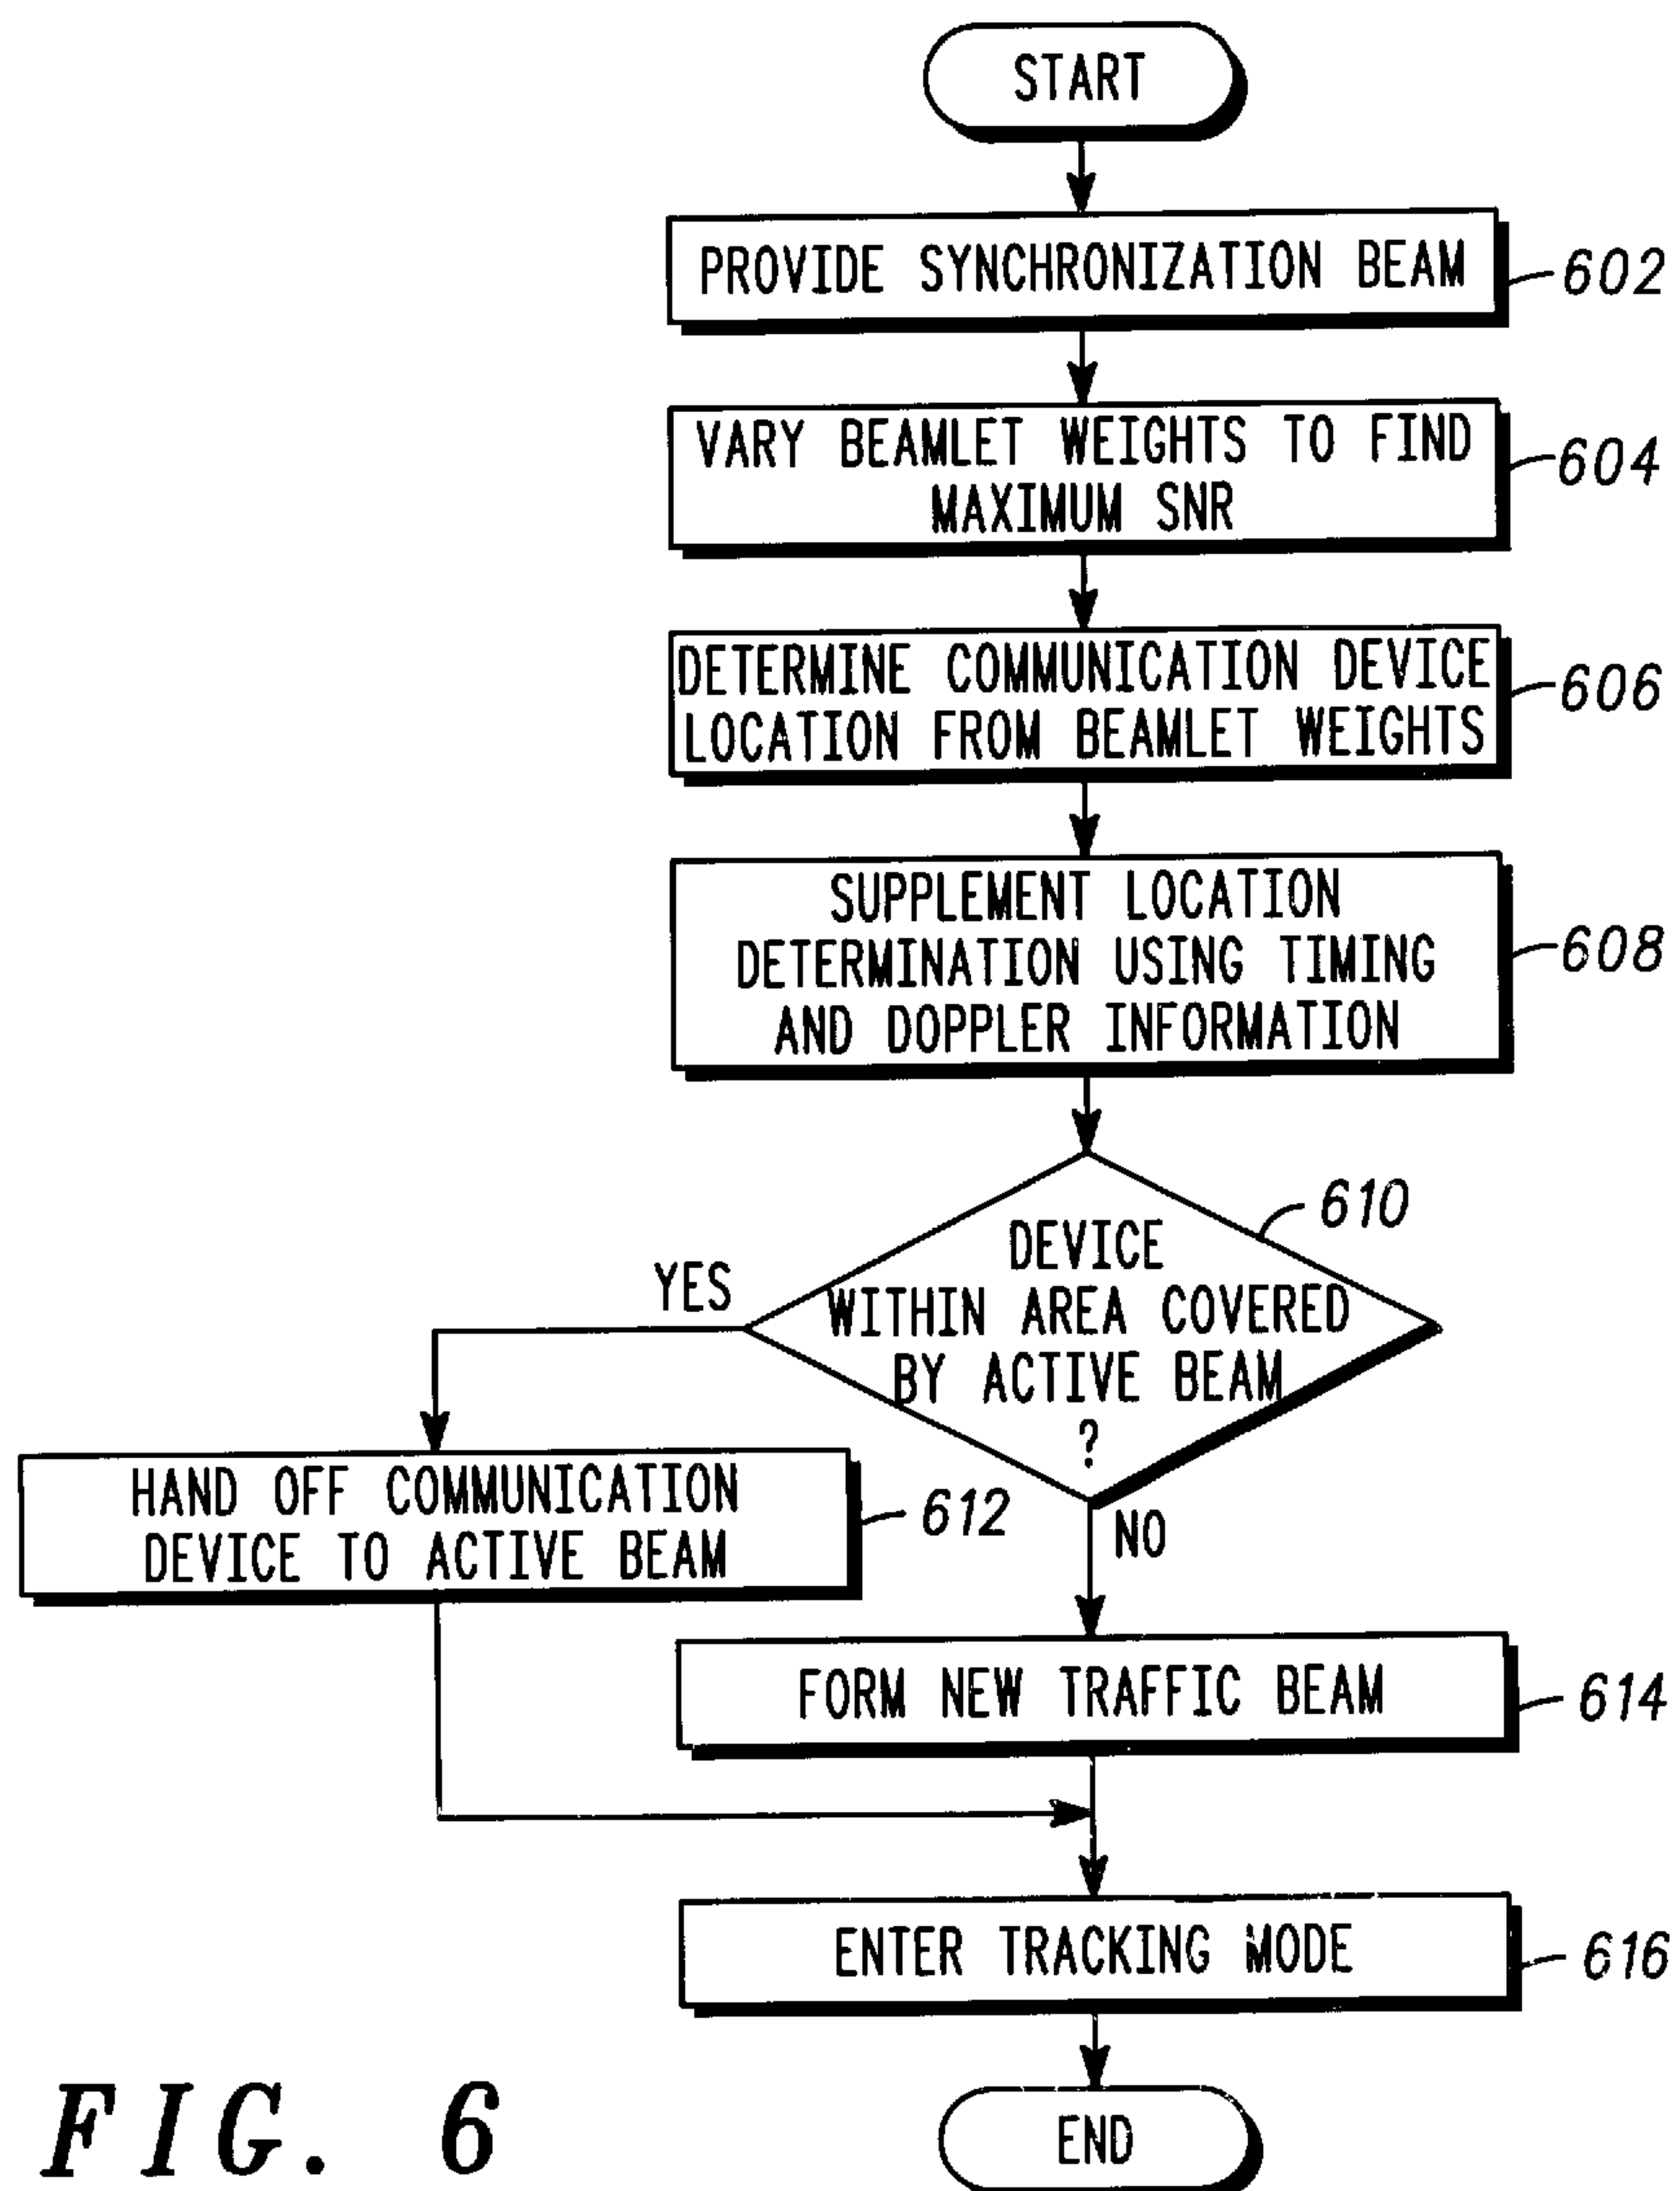 START
PROVIDE SYNCHRONIZATION BEAM
602
VARY BEAMLET WEIGHTS TO FIND
MAXIMUM SNR
604
DETERMINE COMMUNICATION DEVICE
LOCATION FROM BEAMLET WEIGHTS
606
SUPPLEMENT LOCATION
DETERMINATION USING TIMING
AND DOPPLER INFORMATION
608
DEVICE
WITHIN AREA COVERED
BY ACTIVE BEAM
?
610
YES
HAND OFF COMMUNICATION
DEVICE TO ACTIVE BEAM
612
NO
FORM NEW TRAFFIC BEAM
614
ENTER TRACKING MODE
616
END
FIG. 6